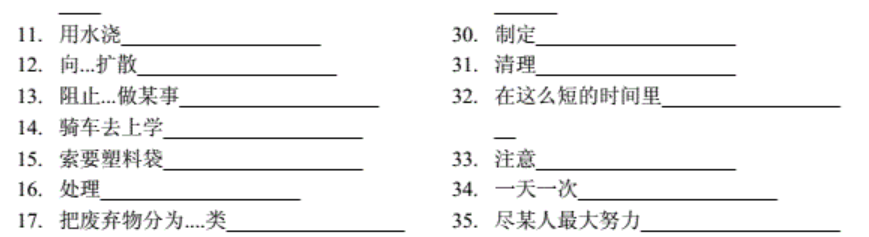 11. 用水浇
12. 向...扩散
13. 阻止...做某事
14. 骑车去上学
15. 索要塑料袋
16. 处理
17. 把废弃物分为....类
30. 制定
31. 清理
32. 在这么短的时间里
33. 注意
34. 一天一次
35. 尽某人最大努力